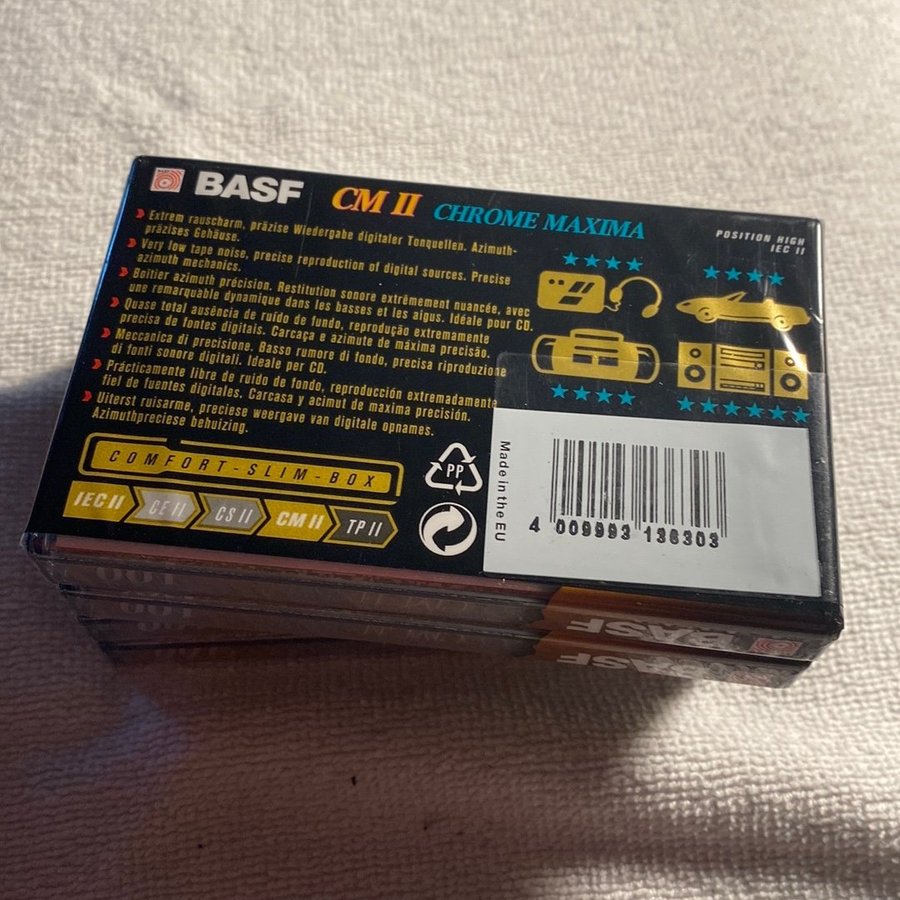 BASF CM II CHROME MAXIMA
POSITION HIGH
IEC II
Extrem rauscharm, präzise Wiedergabe digitaler Tonquellen. Azimuth-
präzises Gehäuse.
Very low tape noise, precise reproduction of digital sources. Precise
azimuth mechanics.
Boîtier azimuth précision. Restitution sonore extrêmement nuancée, avec
une remarquable dynamique dans les basses et les aigus. Idéale pour CD.
Quase total ausência de ruído de fundo, reprodução extremamente
precisa de fontes digitais. Carcaça e azimute de máxima precisão.
Meccanica di precisione. Basso rumore di fondo, precisa riproduzione
di fonti sonore digitali. Ideale per CD.
Prácticamente libre de ruido de fondo, reproducción extremadamente
fiel de fuentes digitales. Carcasa y acimut de maxima precisión.
Uiterst ruisarme, preciese weergave van digitale opnames.
Azimuthpreciese behuizing.
COMFORT-SLIM-BOX
IEC II CE II CS II CM II TP II
PP
Made in the EU
4 009993 136303
BASF
BASF